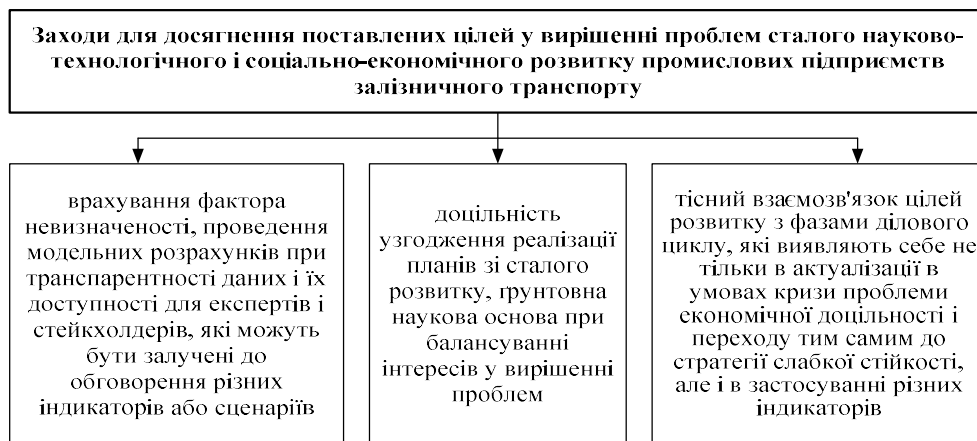 Заходи для досягнення поставлених цілей у вирішенні проблем сталого науково-
технологічного і соціально-економічного розвитку промислових підприємств
залізничного транспорту
врахування фактора
невизначеності, проведення
модельних розрахунків при
транспарентності даних і їх
доступності для експертів і
стейкхолдерів, які можуть
бути залучені до
обговорення різних
індикаторів або сценаріїв
доцільність
узгодження реалізації
планів зі сталого
розвитку, ґрунтовна
наукова основа при
балансуванні
інтересів у вирішенні
проблем
тісний взаємозв'язок цілей
розвитку з фазами ділового
циклу, які виявляють себе не
тільки в актуалізації в
умовах кризи проблеми
економічної доцільності і
переходу тим самим до
стратегії слабкої стійкості,
але і в застосуванні різних
індикаторів